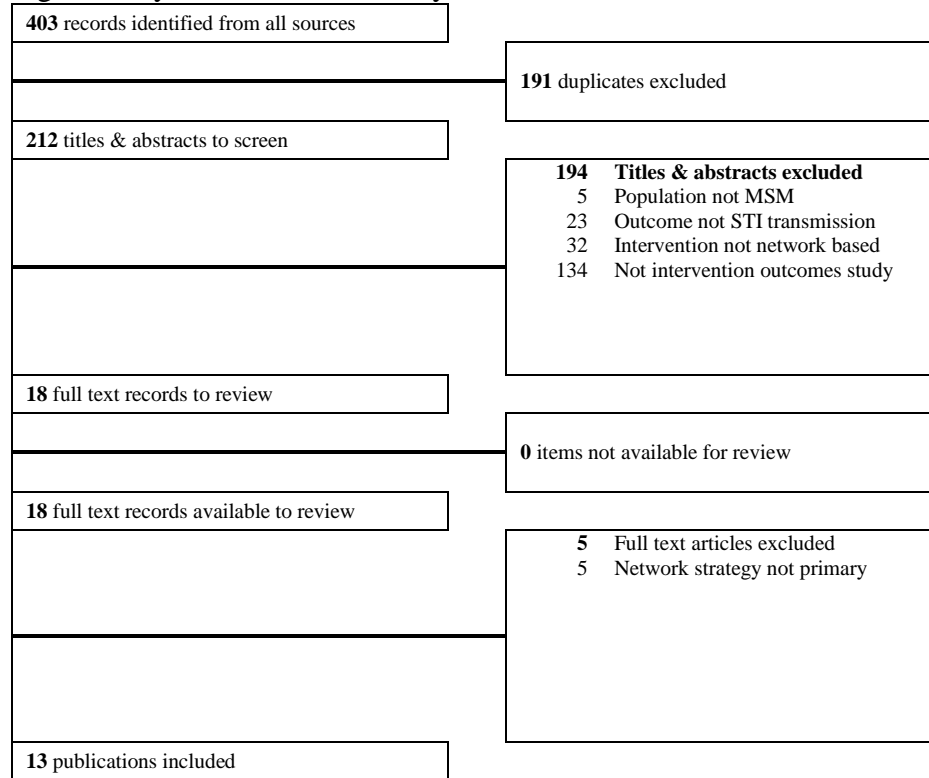 403 records identified from all sources
191 duplicates excluded
212 titles & abstracts to screen
194 Titles & abstracts excluded
5 Population not MSM
23 Outcome not STI transmission
32 Intervention not network based
134 Not intervention outcomes study
18 full text records to review
0 items not available for review
18 full text records available to review
5 Full text articles excluded
5 Network strategy not primary
13 publications included